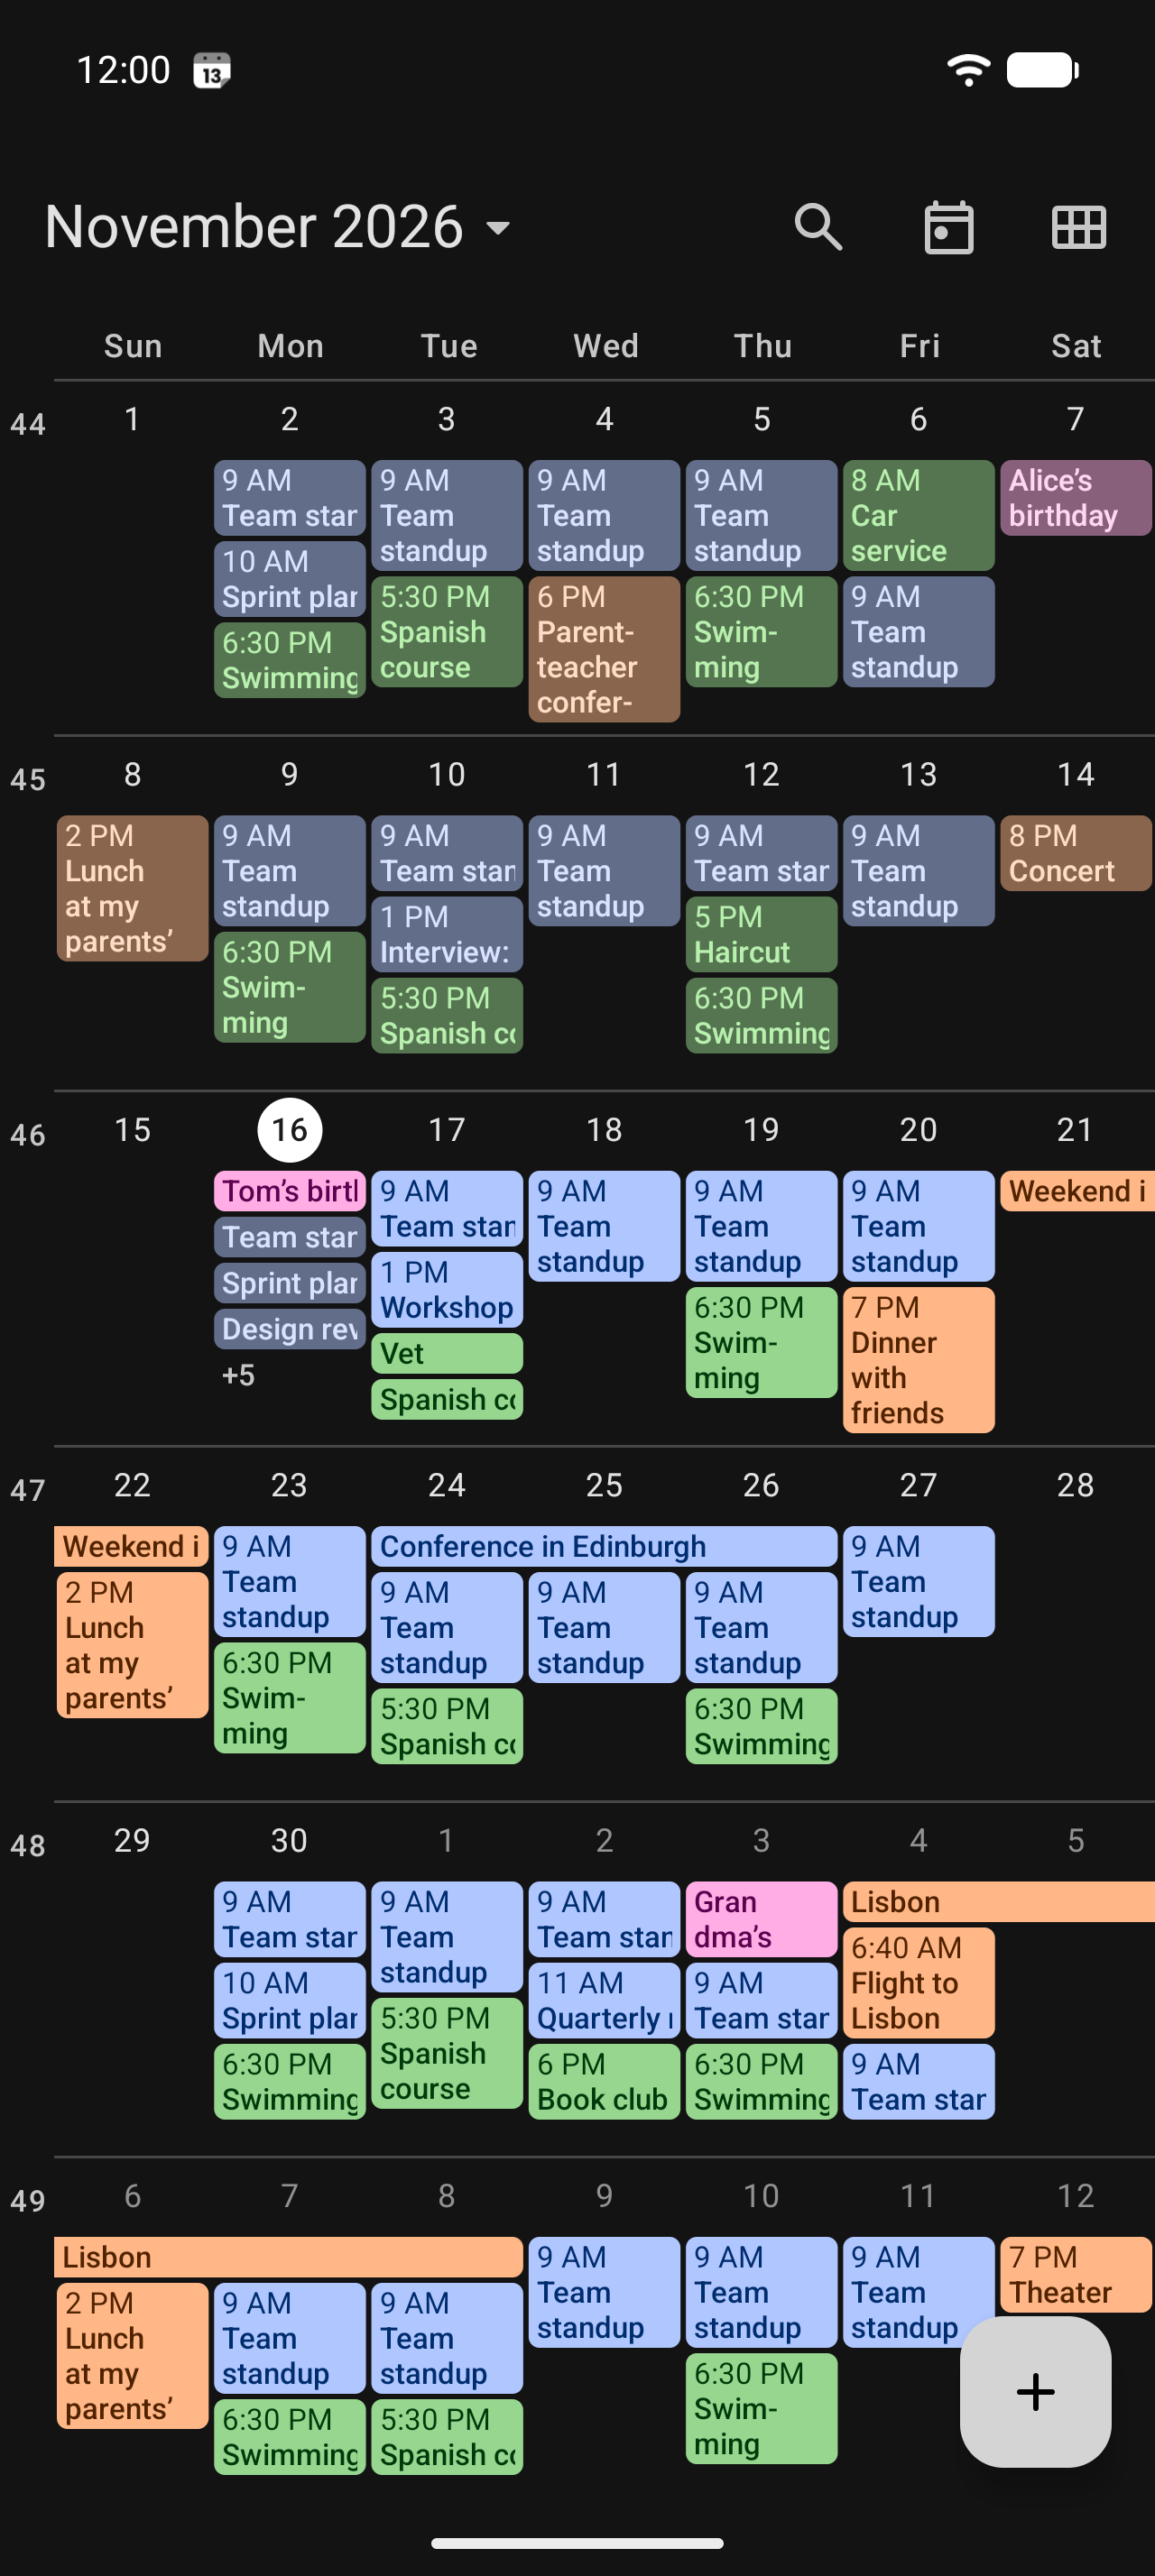 12:00 13
November 2026
Sun Mon Tue Wed Thu Fri Sat
44 1 2 3 4 5 6 7
9 AM
Team star
10 AM
Sprint plar
6:30 PM
Swimming
9 AM
Team
standup
5:30 PM
Spanish
course
9 AM
Team
standup
6 PM
Parent-
teacher
confer-
9 AM
Team
standup
6:30 PM
Swim-
ming
8 AM
Car
service
9 AM
Team
standup
Alice’s
birthday
45 8 9 10 11 12 13 14
2 PM
Lunch
at my
parents’
9 AM
Team
standup
6:30 PM
Swim-
ming
9 AM
Team star
1 PM
Interview:
5:30 PM
Spanish co
9 AM
Team
standup
9 AM
Team star
5 PM
Haircut
6:30 PM
Swimming
9 AM
Team
standup
8 PM
Concert
46 15 16 17 18 19 20 21
Tom’s birth
Team star
Sprint plar
Design rev
+5
9 AM
Team stan
1 PM
Workshop
Vet
Spanish co
9 AM
Team
standup
9 AM
Team
standup
6:30 PM
Swim-
ming
9 AM
Team
standup
7 PM
Dinner
with
friends
Weekend i
47 22 23 24 25 26 27 28
Weekend i
2 PM
Lunch
at my
parents’
9 AM
Team
standup
6:30 PM
Swim-
ming
Conference in Edinburgh
9 AM
Team
standup
5:30 PM
Spanish co
9 AM
Team
standup
9 AM
Team
standup
6:30 PM
Swimming
9 AM
Team
standup
48 29 30 1 2 3 4 5
9 AM
Team star
10 AM
Sprint plar
6:30 PM
Swimming
9 AM
Team
standup
5:30 PM
Spanish
course
9 AM
Team star
11 AM
Quarterly
6 PM
Book club
Gran
dma’s
9 AM
Team star
6:30 PM
Swimming
Lisbon
6:40 AM
Flight to
Lisbon
9 AM
Team star
49 6 7 8 9 10 11 12
Lisbon
2 PM
Lunch
at my
parents’
9 AM
Team
standup
6:30 PM
Swimming
9 AM
Team
standup
5:30 PM
Spanish co
9 AM
Team
standup
9 AM
Team
standup
6:30 PM
Swim-
ming
9 AM
Team
standup
7 PM
Theater